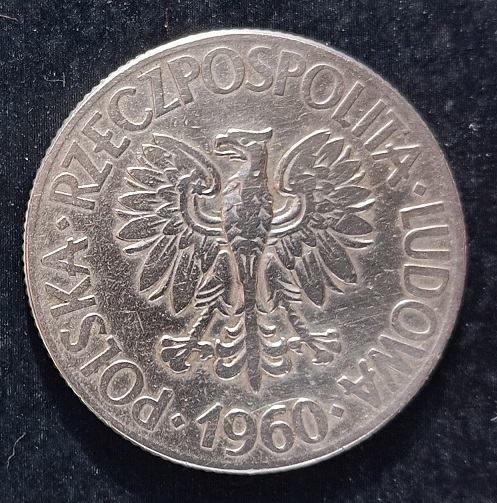 POLSKA · RZECZPOSPOLITA · LUDOWA ·
1960 ·